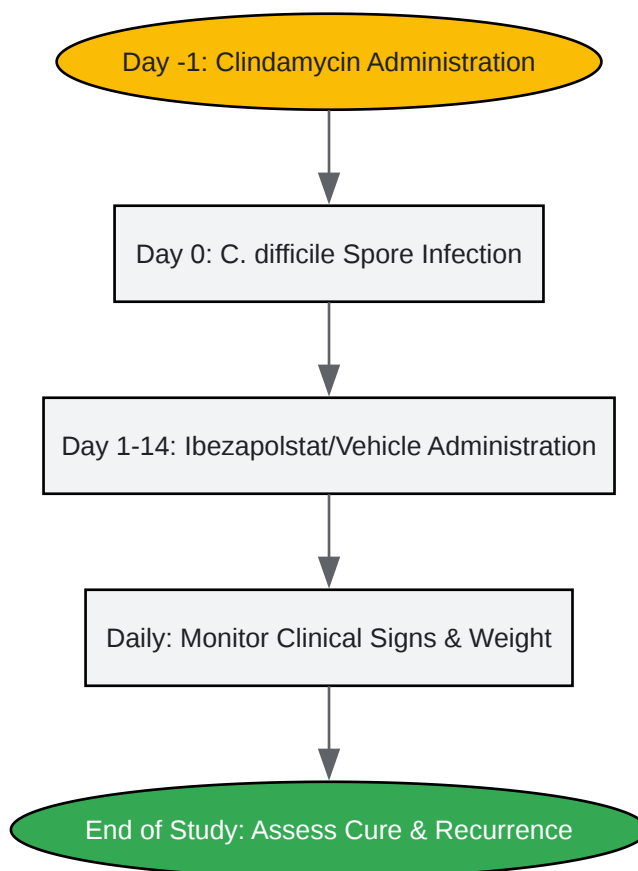 Day -1: Clindamycin Administration
Day 0: C. difficile Spore Infection
Day 1-14: Ibezapolstat/Vehicle Administration
Daily: Monitor Clinical Signs & Weight
End of Study: Assess Cure & Recurrence